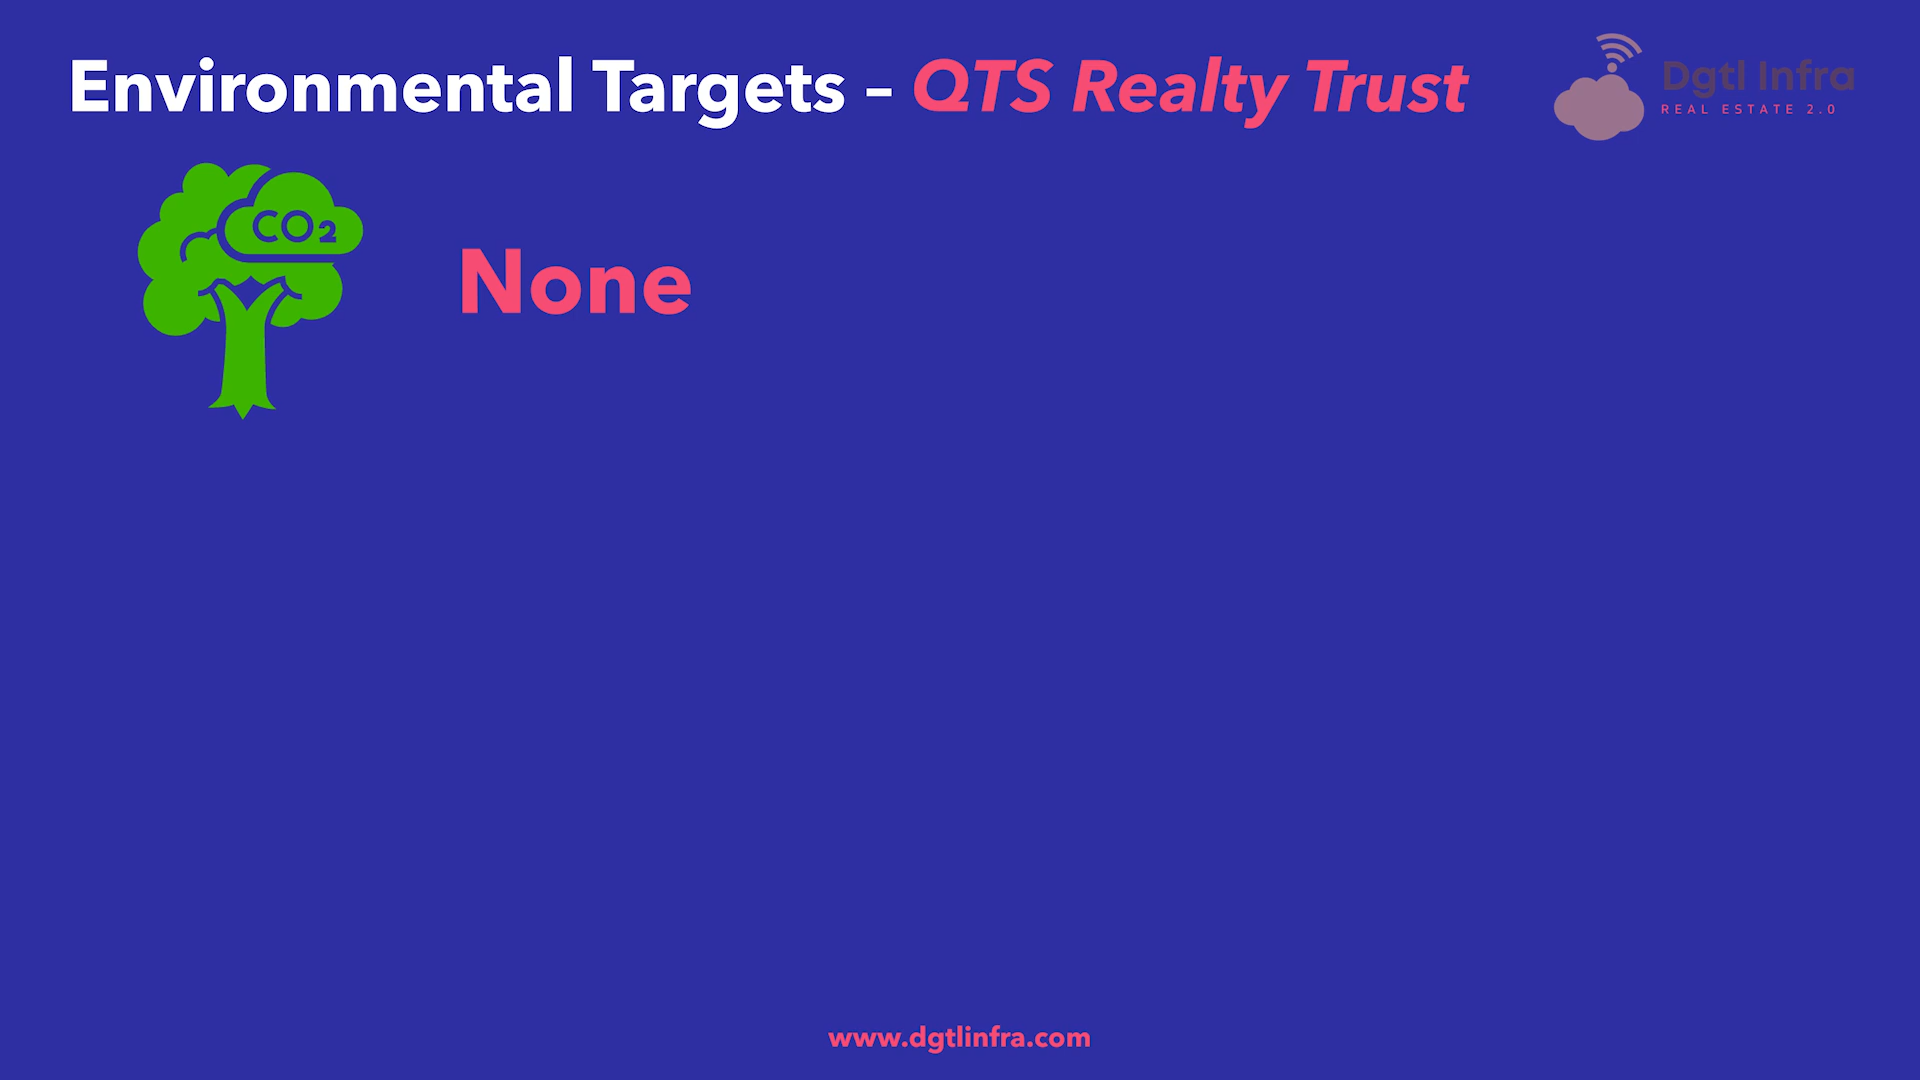 Environmental Targets – QTS Realty Trust
Dgtl Infra
REAL ESTATE 2.0
CO2
None
www.dgtlinfra.com